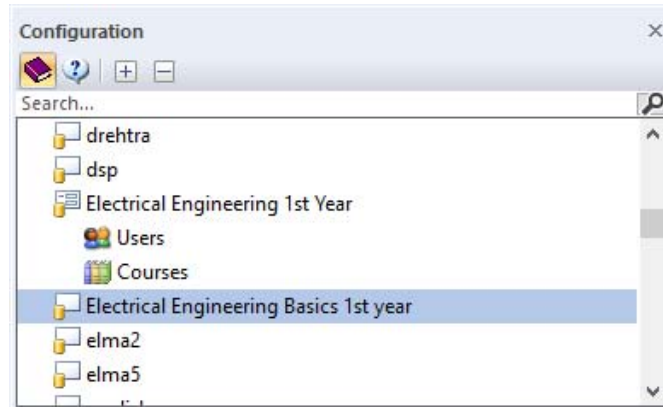 Configuration
Search...
drehtra
dsp
Electrical Engineering 1st Year
Users
Courses
Electrical Engineering Basics 1st year
elma2
elma5